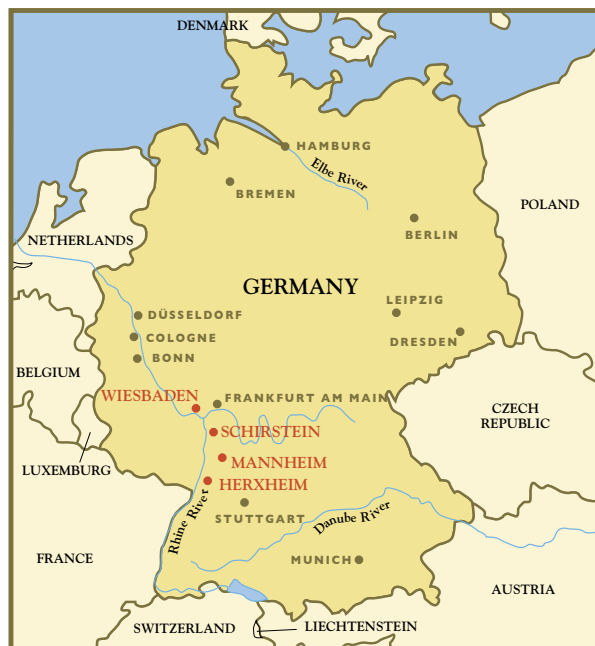 DENMARK
HAMBURG
Elbe River
BREMEN
POLAND
BERLIN
NETHERLANDS
GERMANY
LEIPZIG
DÜSSELDORF
DRESDEN
COLOGNE
BONN
BELGIUM
WIESBADEN
FRANKFURT AM MAIN
CZECH
REPUBLIC
SCHIRSTEIN
MANNHEIM
LUXEMBURG
HERXHEIM
Rhine River
STUTTGART
Danube River
FRANCE
MUNICH
AUSTRIA
SWITZERLAND
LIECHTENSTEIN